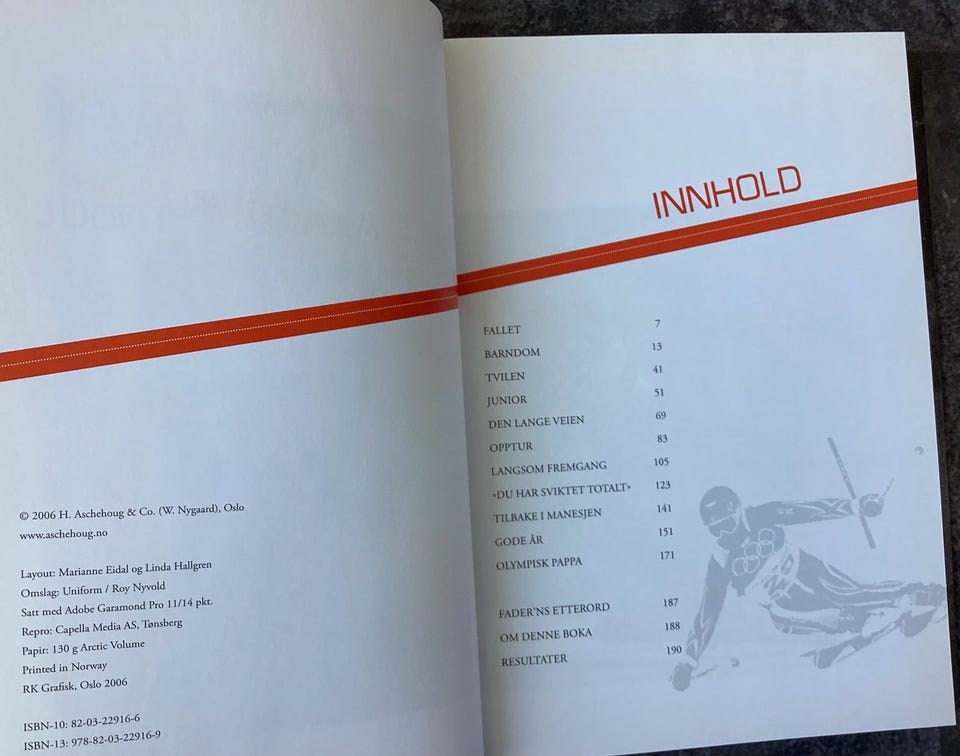 © 2006 H. Aschehoug & Co. (W. Nygaard), Oslo
www.aschehoug.no
Layout: Marianne Eidal og Linda Hallgren
Omslag: Uniform / Roy Nyvold
Satt med Adobe Garamond Pro 11/14 pkt.
Repro: Capella Media AS, Tønsberg
Papir: 130 g Arctic Volume
Printed in Norway
RK Grafisk, Oslo 2006
ISBN-10: 82-03-22916-6
ISBN-13: 978-82-03-22916-9
INNHOLD
FALLET 7
BARNDOM 13
TVILEN 41
JUNIOR 51
DEN LANGE VEIEN 69
OPPTUR 83
LANGSOM FREMGANG 105
«DU HAR SVIKTET TOTALT» 123
TILBAKE I MANESJEN 141
GODE ÅR 151
OLYMPISK PAPPA 171
FADER'NS ETTERORD 187
OM DENNE BOKA 188
RESULTATER 190